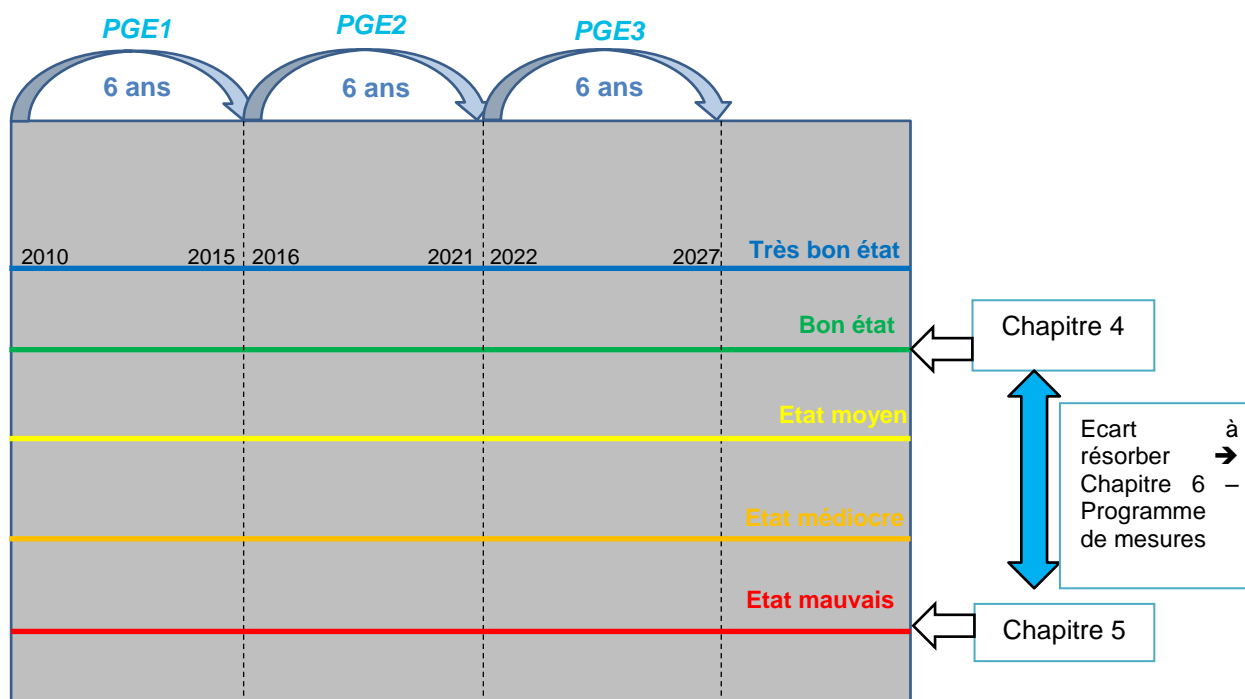 PGE1
PGE2
PGE3
6 ans
6 ans
6 ans
2010
2015
2016
2021
2022
2027
Très bon état
Bon état
Etat moyen
Etat médiocre
Etat mauvais
Chapitre 4
Ecart à
résorber ➔
Chapitre 6 –
Programme
de mesures
Chapitre 5